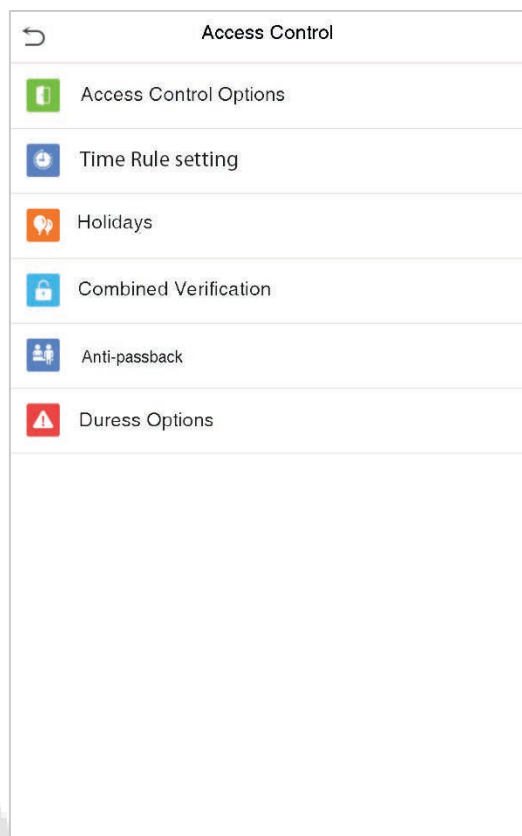 Access Control
Access Control Options
Time Rule setting
Holidays
Combined Verification
Anti-passback
Duress Options